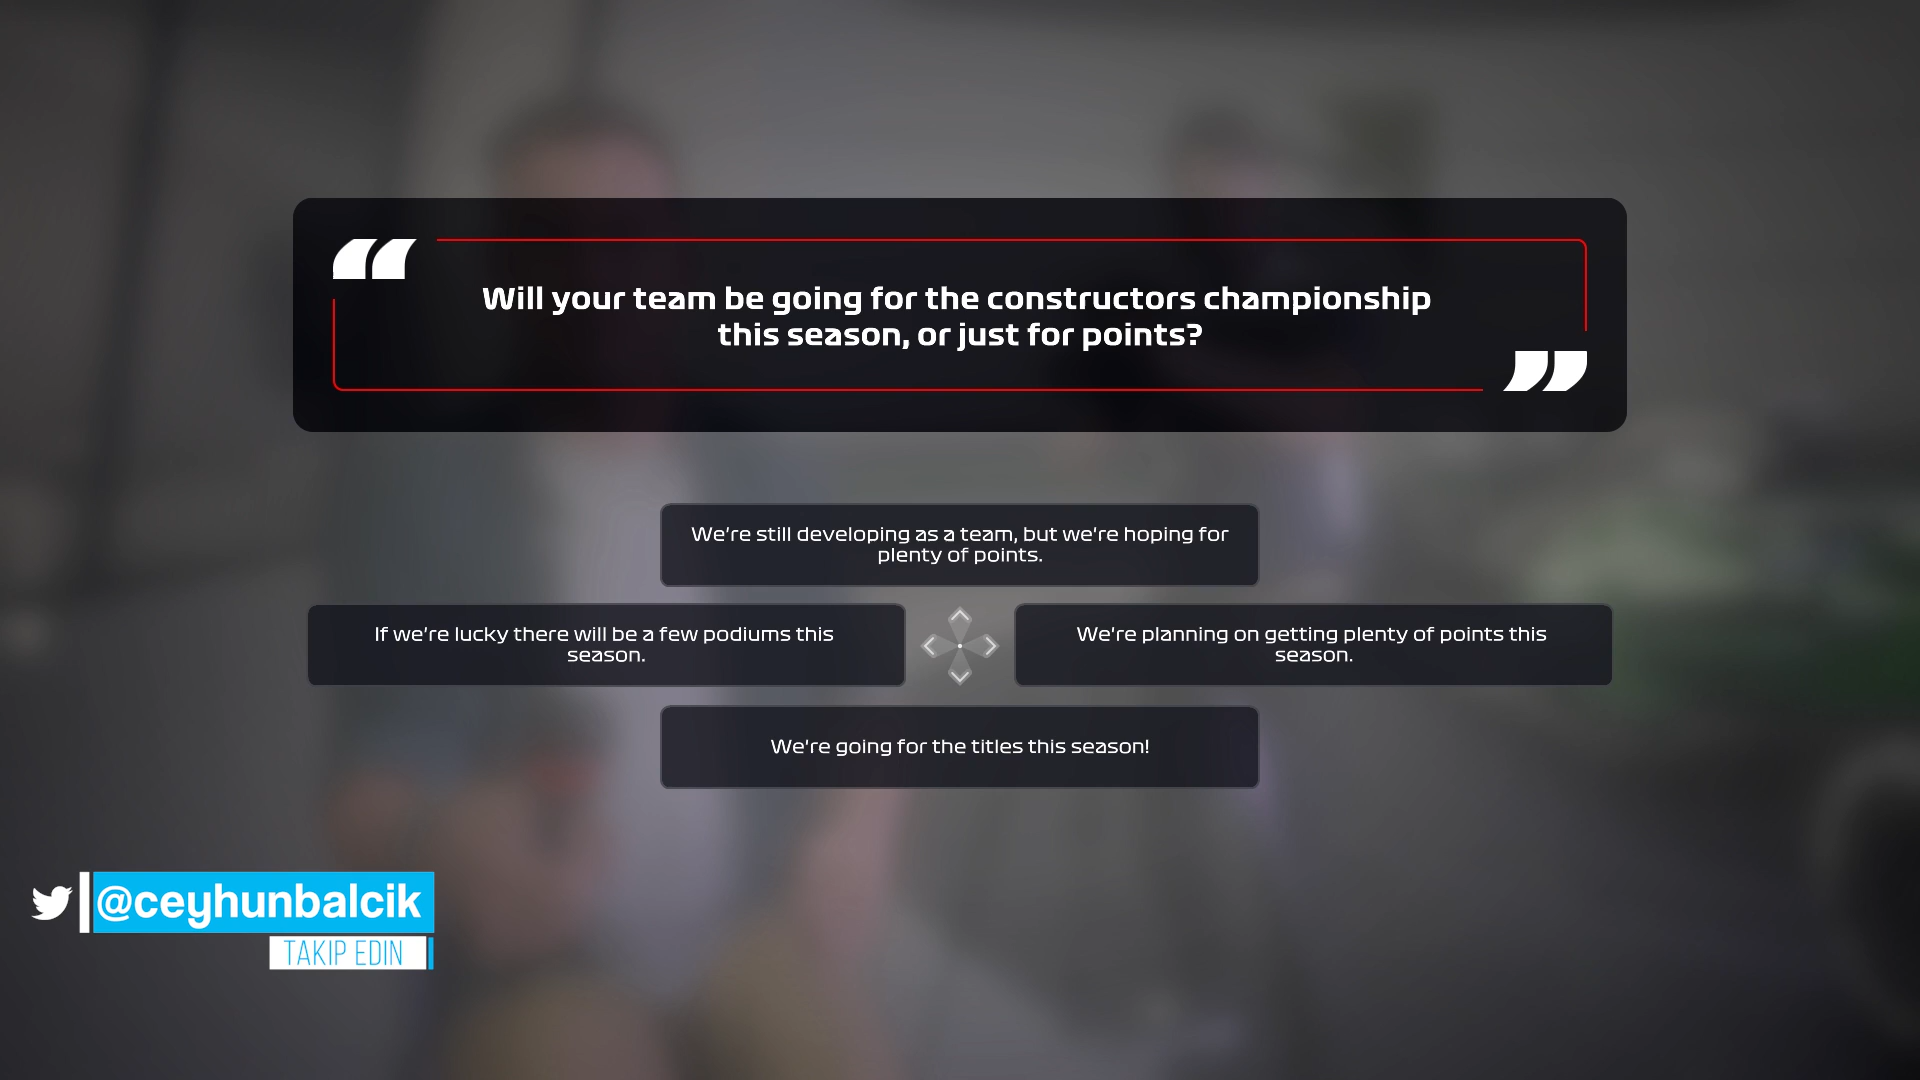 Will your team be going for the constructors championship
this season, or just for points?
We're still developing as a team, but we're hoping for
plenty of points.
If we're lucky there will be a few podiums this
season.
We're planning on getting plenty of points this
season.
We're going for the titles this season!
@ceyhunbalcik
TAKIP EDIN